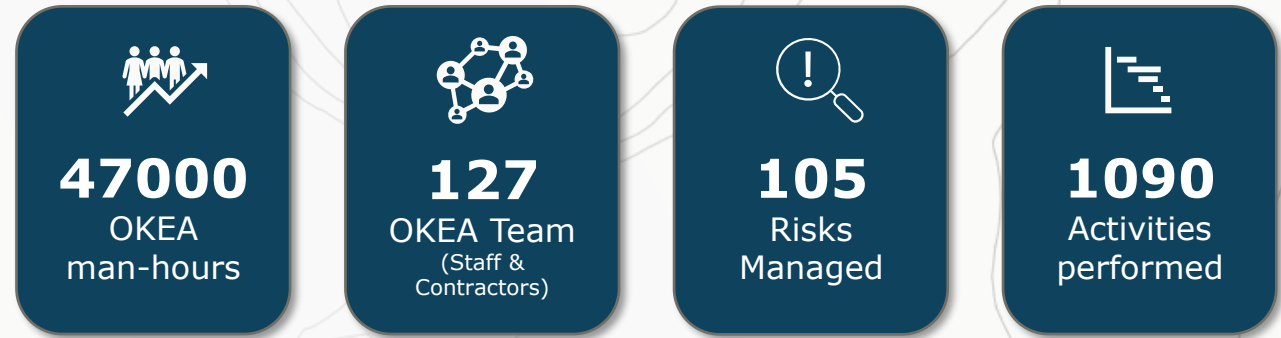 47000
OKEA
man-hours
127
OKEA Team
(Staff &
Contractors)
105
Risks
Managed
1090
Activities
performed